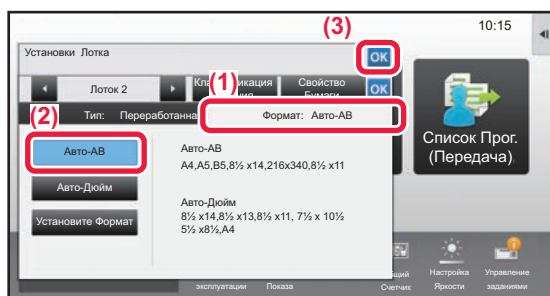 (3)
10:15
Установки Лотка
OK
Лоток 2
(1)
Свойство
OK
(2)
Тип: Переработанна
Формат: Авто-АВ
Авто-АВ
Авто-АВ
A4,A5,B5,8½ x14,216x340,8½ x11
Авто-Дюйм
Авто-Дюйм
8½ x14,8½ x13,8½ x11, 7¼ x 10½
5½ x8½,A4
Установите Формат
Список Прог.
(Передача)
Счетчик
Настройка
Яркости
Управление
заданиями
эксплуатации
Показа